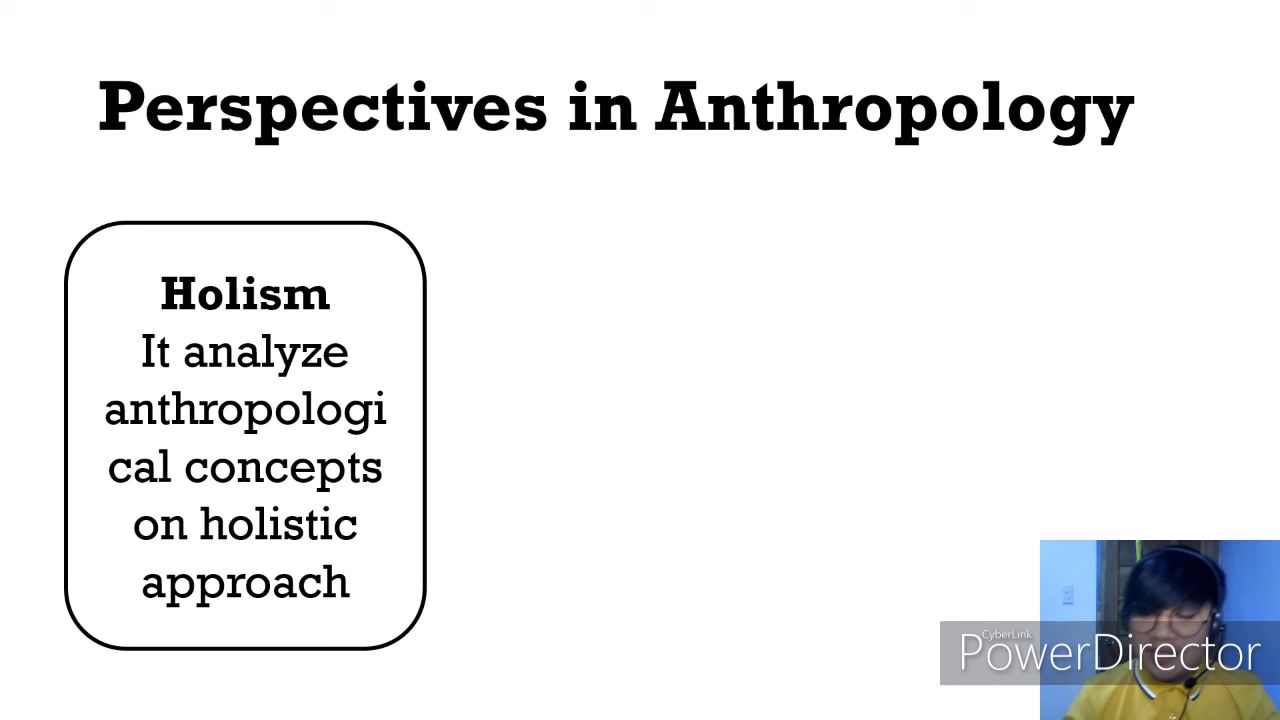 Perspectives in Anthropology
Holism
It analyze
anthropologi
cal concepts
on holistic
approach
CyberLink
PowerDirector